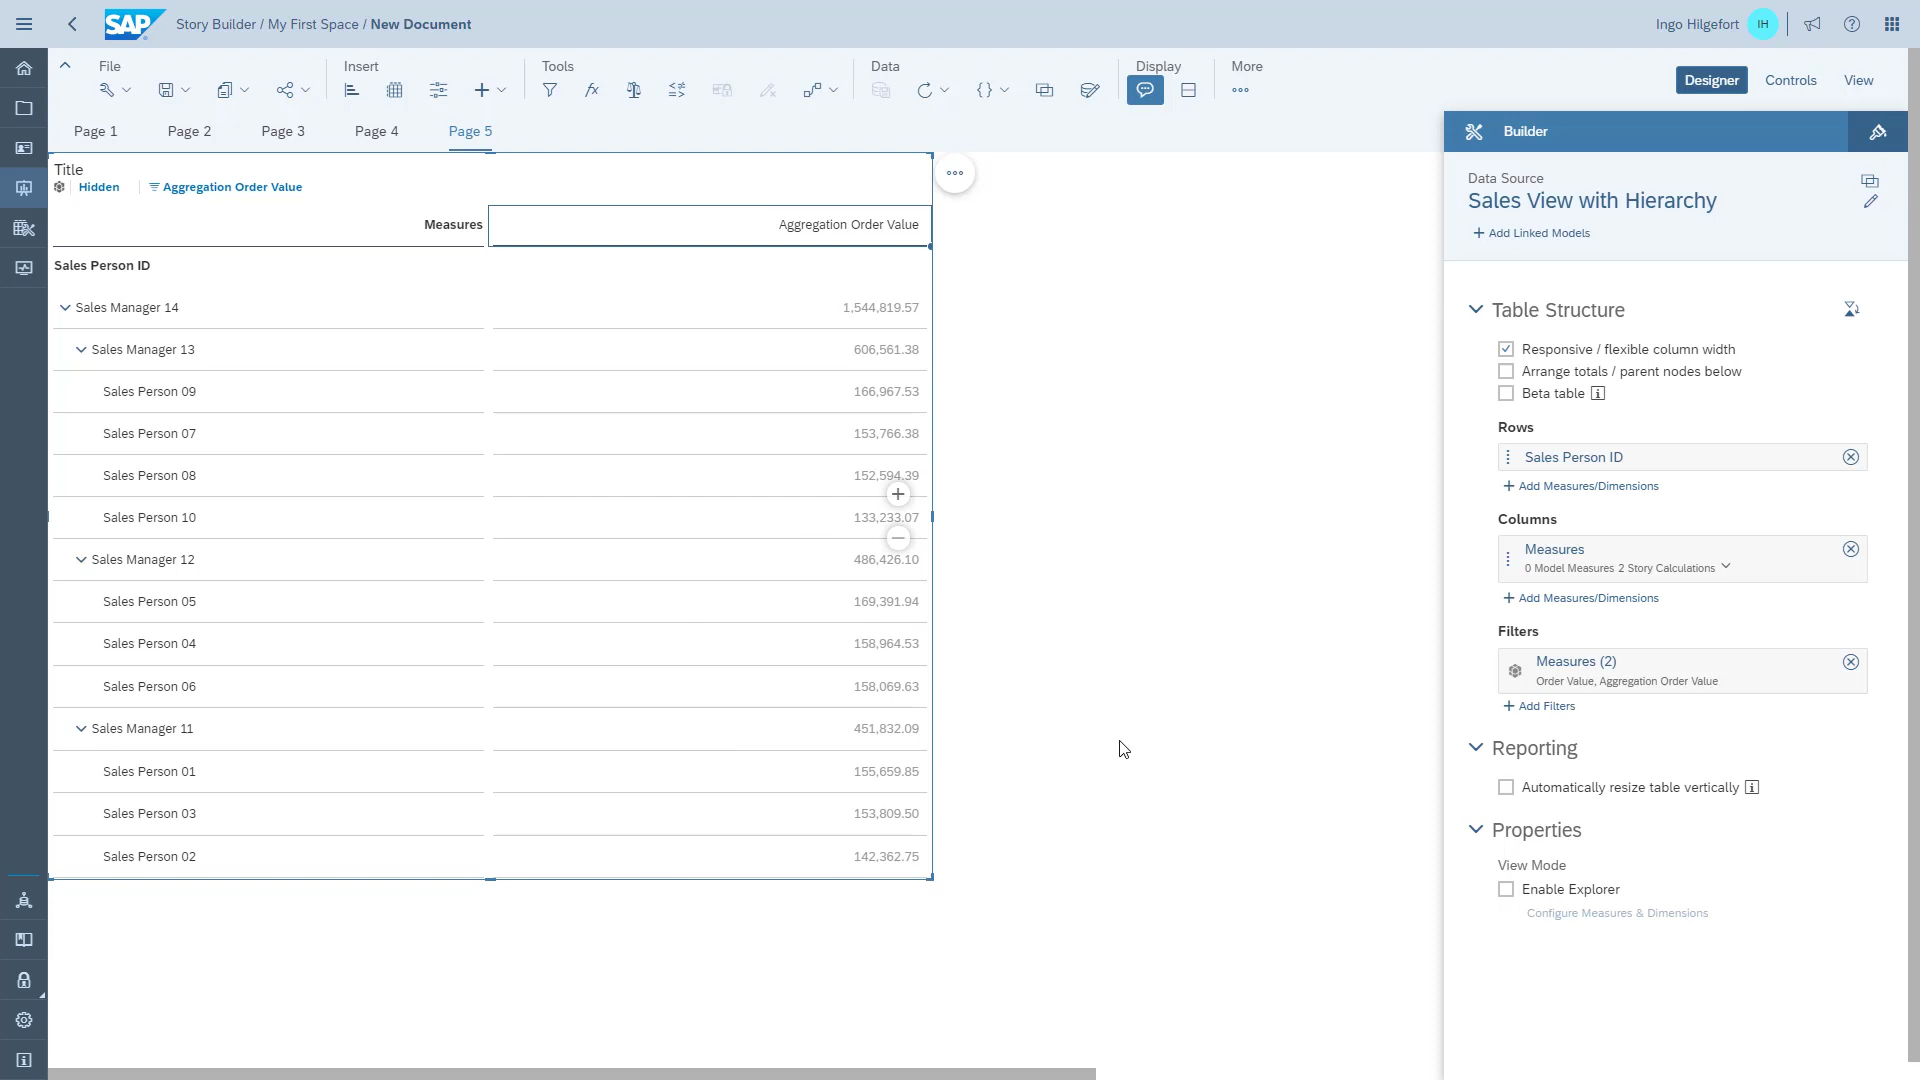 SAP Story Builder / My First Space / New Document
Ingo Hilgefort IH
File
Insert
Tools
Data
Display
More
Designer Controls View
Page 1 Page 2 Page 3 Page 4 Page 5
Title
Hidden Aggregation Order Value
Measures Aggregation Order Value
Sales Person ID
Sales Manager 14 1,544,819.57
Sales Manager 13 606,561.38
Sales Person 09 166,967.53
Sales Person 07 153,766.38
Sales Person 08 152,594.39
Sales Person 10 133,233.07
Sales Manager 12 486,426.10
Sales Person 05 169,391.94
Sales Person 04 158,964.53
Sales Person 06 158,069.63
Sales Manager 11 451,832.09
Sales Person 01 155,659.85
Sales Person 03 153,809.50
Sales Person 02 142,362.75
Builder
Data Source
Sales View with Hierarchy
+ Add Linked Models
Table Structure
Responsive / flexible column width
Arrange totals / parent nodes below
Beta table
Rows
Sales Person ID
+ Add Measures/Dimensions
Columns
Measures
0 Model Measures 2 Story Calculations
+ Add Measures/Dimensions
Filters
Measures (2)
Order Value, Aggregation Order Value
+ Add Filters
Reporting
Automatically resize table vertically
Properties
View Mode
Enable Explorer
Configure Measures & Dimensions